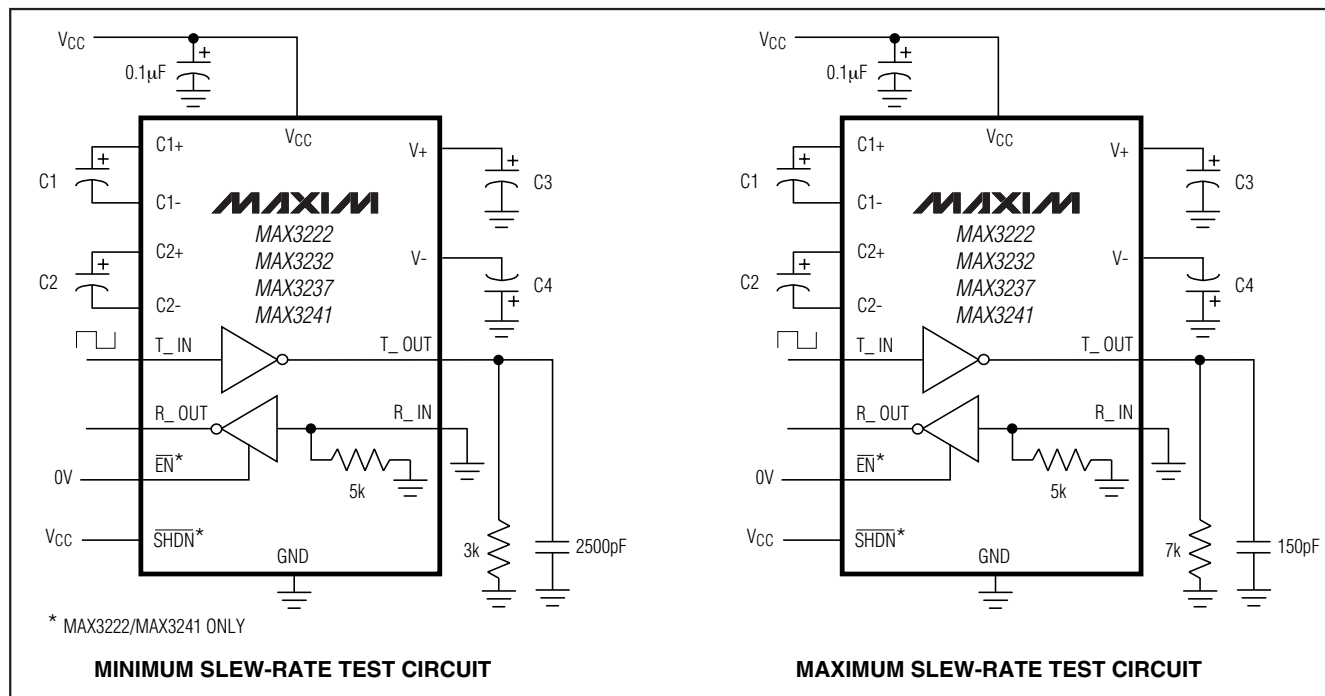 VCC
0.1µF
+
VCC
C1+
C1
+
C1-
C2+
C2
+
C2-
V+
+
C3
V-
C4
+
MAXIM
MAX3222
MAX3232
MAX3237
MAX3241
T_ IN
T_ OUT
R_ OUT
R_ IN
0V
EN*
5k
VCC
SHDN*
GND
3k
2500pF
* MAX3222/MAX3241 ONLY
MINIMUM SLEW-RATE TEST CIRCUIT
VCC
0.1µF
+
VCC
C1+
C1
+
C1-
C2+
C2
+
C2-
V+
+
C3
V-
C4
+
MAXIM
MAX3222
MAX3232
MAX3237
MAX3241
T_ IN
T_ OUT
R_ OUT
R_ IN
0V
EN*
5k
VCC
SHDN*
GND
7k
150pF
MAXIMUM SLEW-RATE TEST CIRCUIT